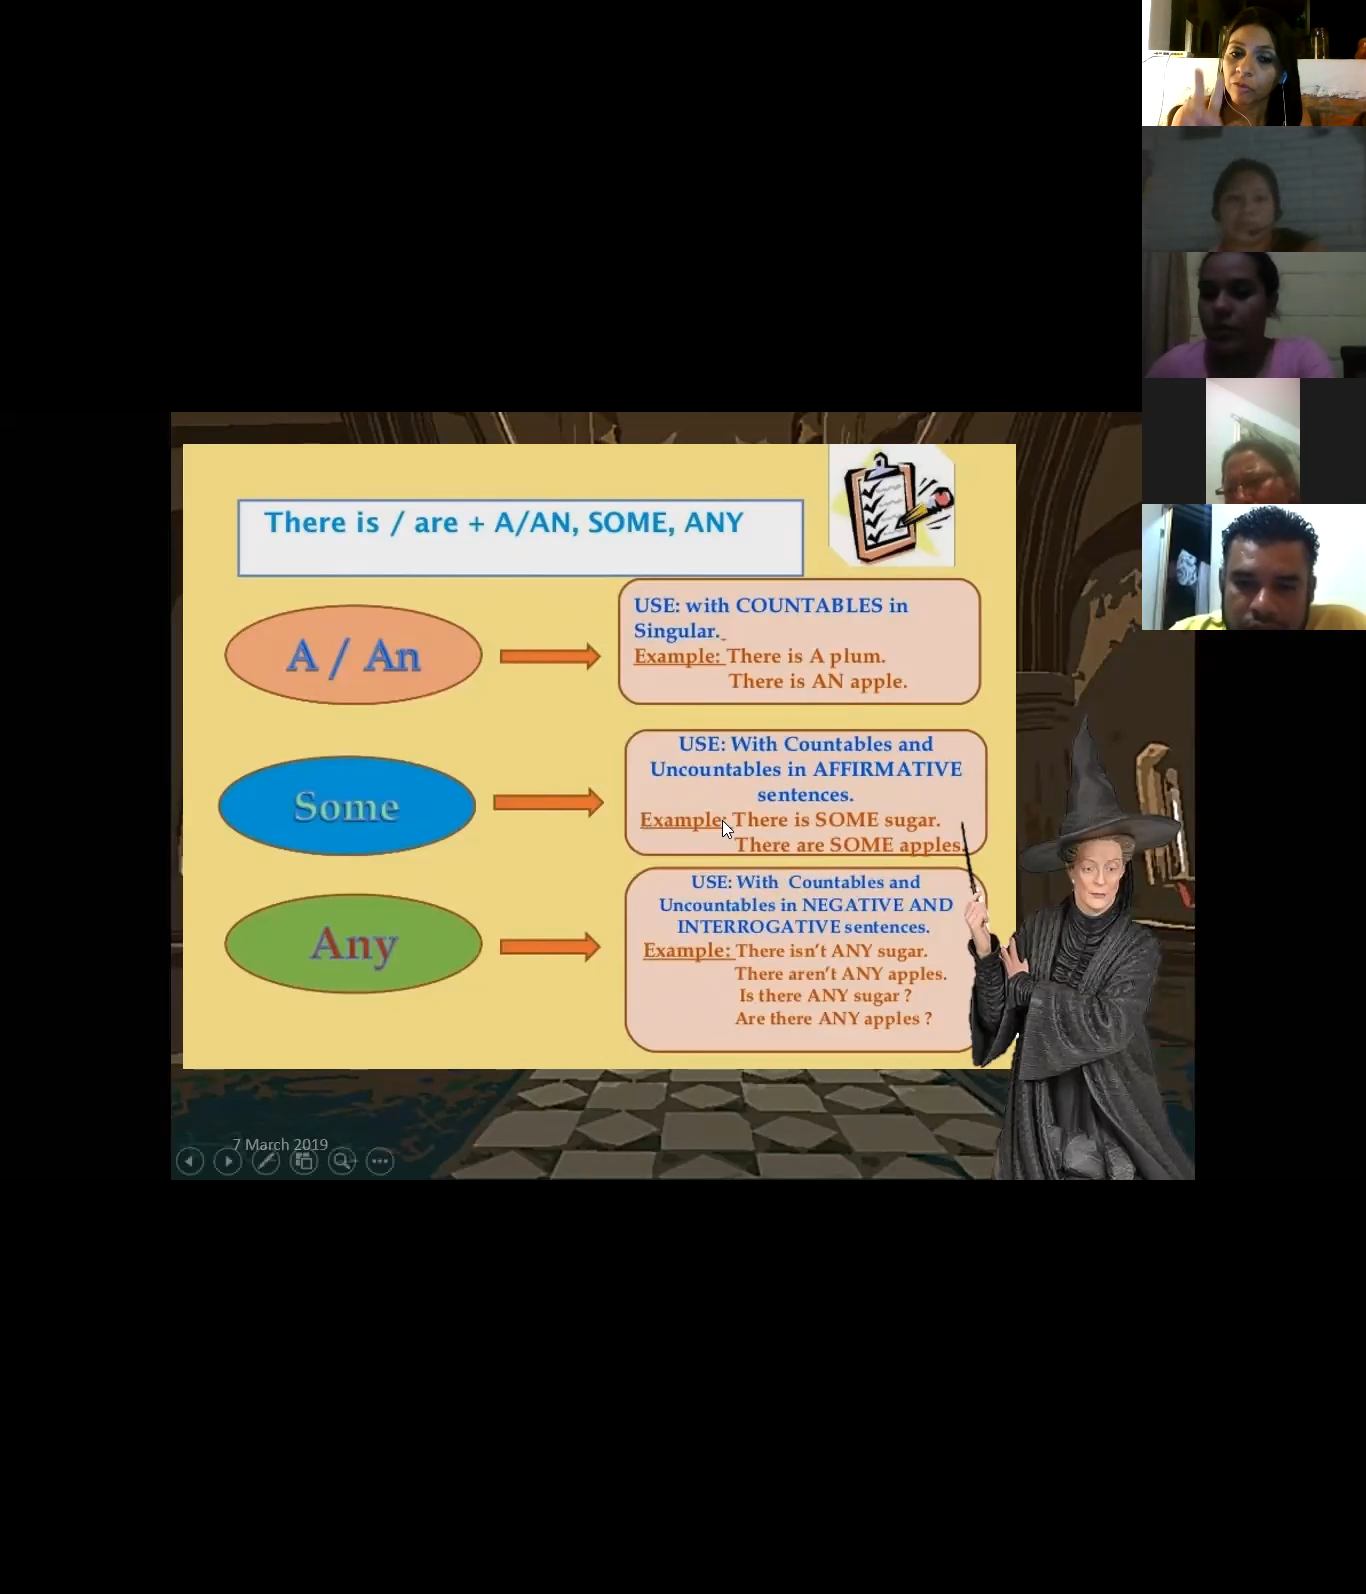 There is / are + A/AN, SOME, ANY
A / An
USE: with COUNTABLES in
Singular.
Example: There is A plum.
There is AN apple.
Some
USE: With Countables and
Uncountables in AFFIRMATIVE
sentences.
Example: There is SOME sugar.
There are SOME apples.
Any
USE: With Countables and
Uncountables in NEGATIVE AND
INTERROGATIVE sentences.
Example: There isn't ANY sugar.
There aren't ANY apples.
Is there ANY sugar ?
Are there ANY apples ?
7 March 2019